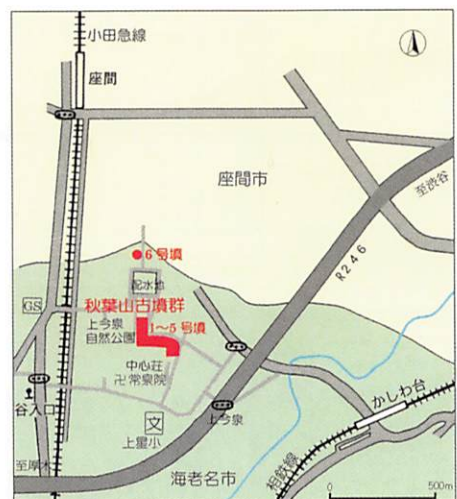 小田急線
座間
座間市
至渋谷
R246
6号墳
配水池
秋葉山古墳群
GS
上今泉
自然公園
1〜5号墳
中心荘
卍常泉院
谷入口
文
上星小
上今泉
かしわ台
相鉄線
至厚木
海老名市
0
500m